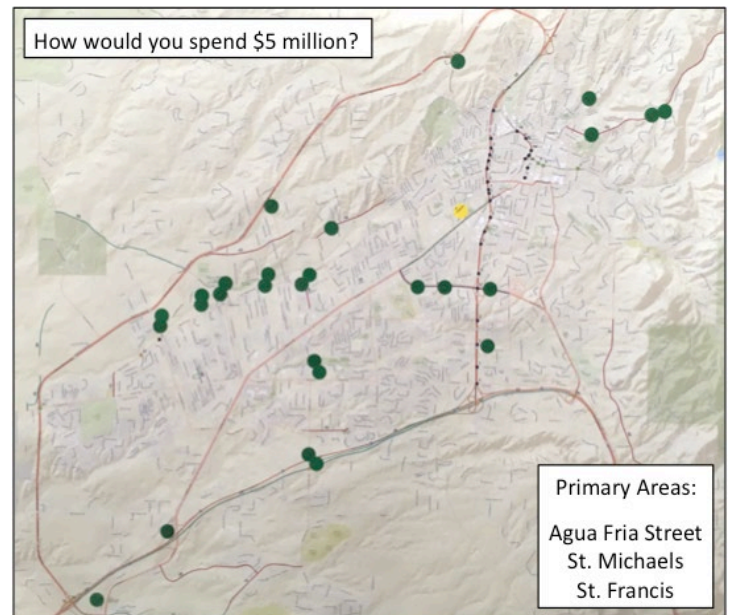 How would you spend $5 million?
Primary Areas:
Agua Fria Street
St. Michaels
St. Francis